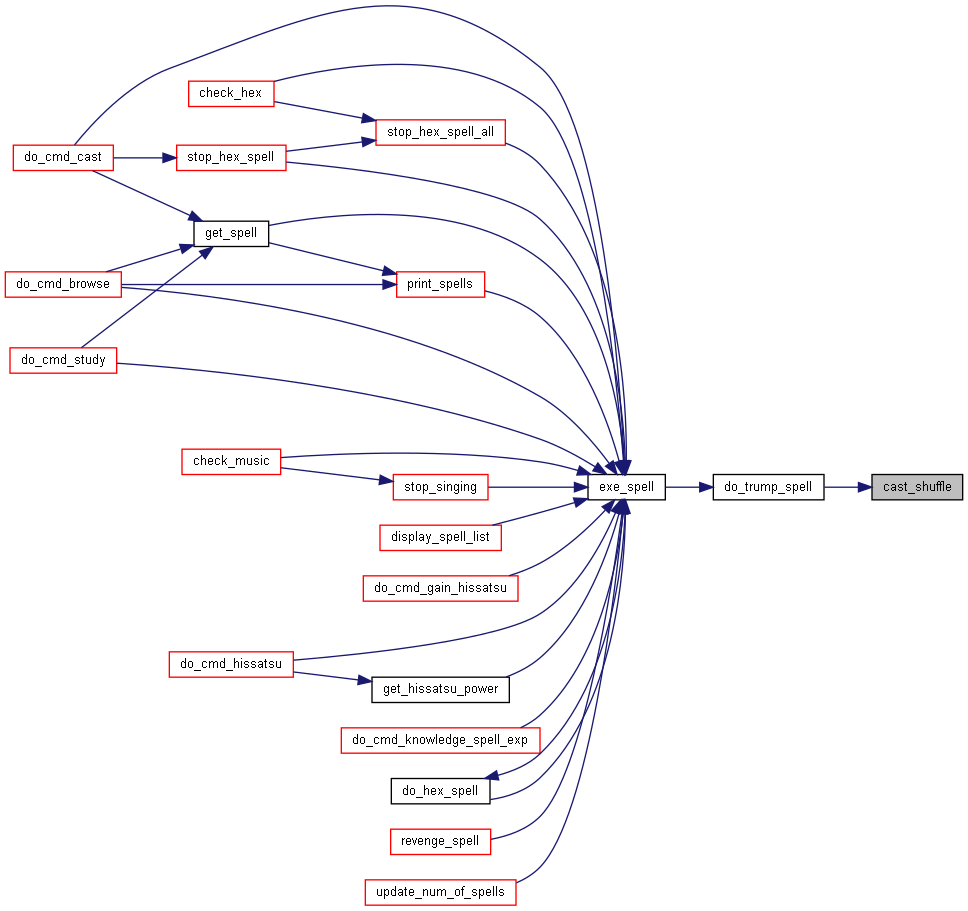 check_hex
stop_hex_spell_all
do_cmd_cast
stop_hex_spell
get_spell
do_cmd_browse
print_spells
do_cmd_study
check_music
stop_singing
exe_spell
do_trump_spell
cast_shuffle
display_spell_list
do_cmd_gain_hissatsu
do_cmd_hissatsu
get_hissatsu_power
do_cmd_knowledge_spell_exp
do_hex_spell
revenge_spell
update_num_of_spells